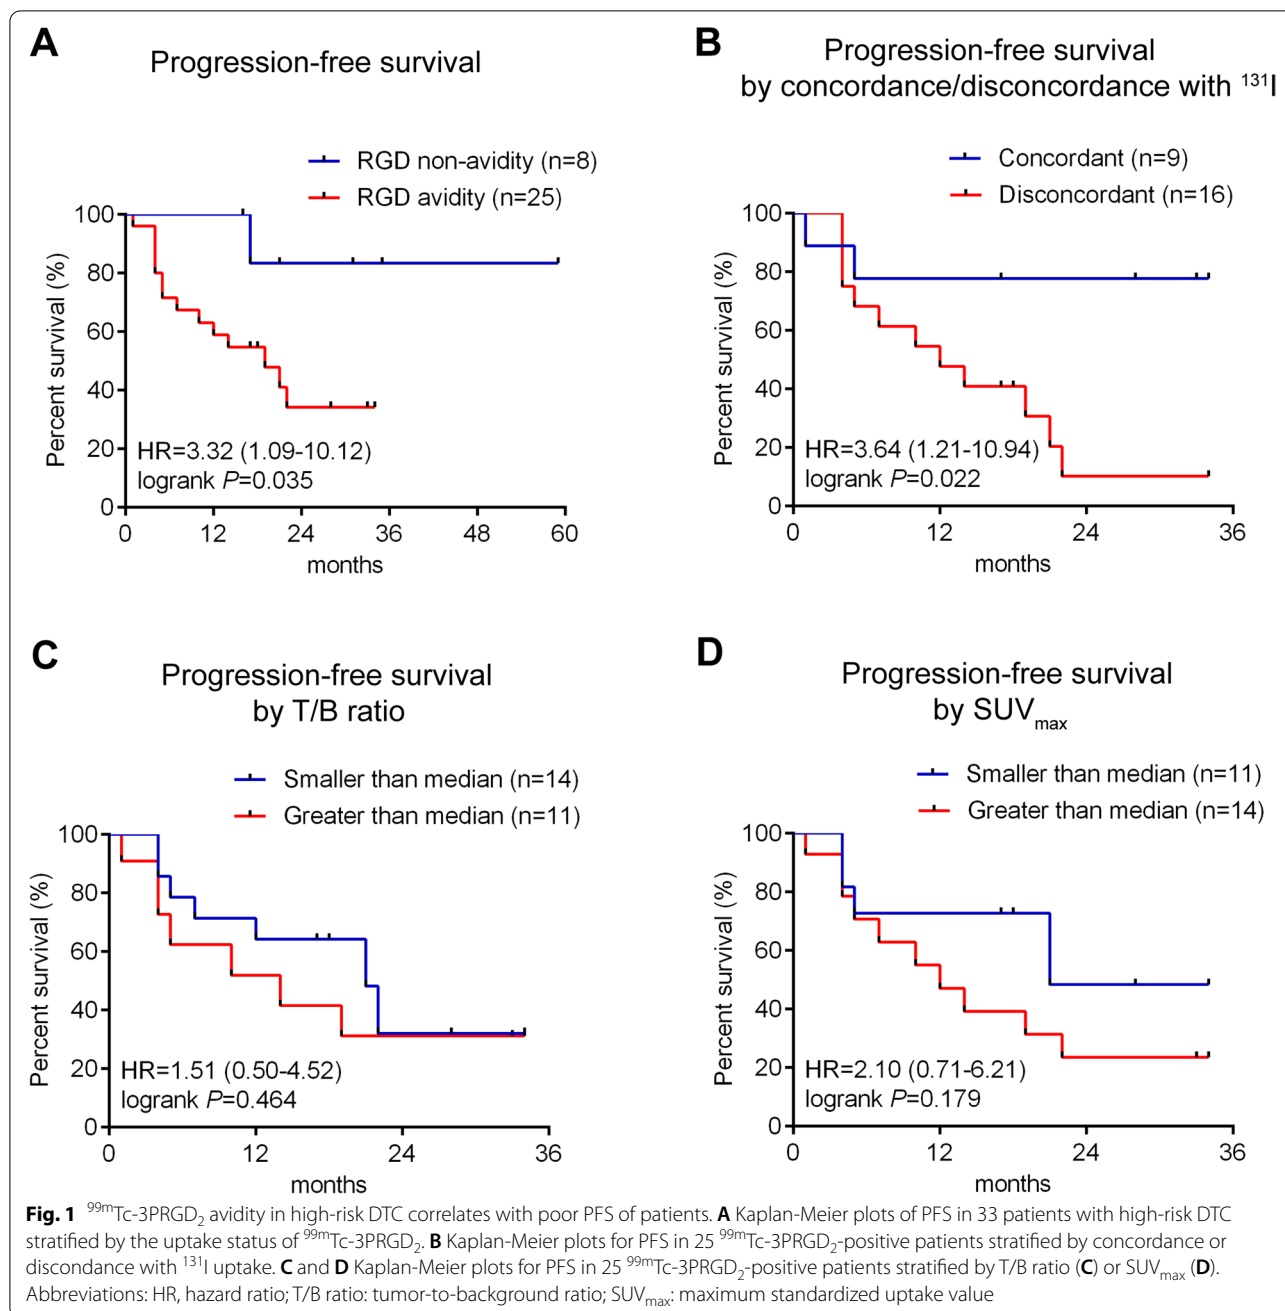 A
Progression-free survival
RGD non-avidity (n=8)
RGD avidity (n=25)
100
80
60
40
20
0
Percent survival (%)
HR=3.32 (1.09-10.12)
logrank P=0.035
0 12 24 36 48 60
months
B
Progression-free survival
by concordance/disconcordance with ¹³¹I
Concordant (n=9)
Disconcordant (n=16)
100
80
60
40
20
0
Percent survival (%)
HR=3.64 (1.21-10.94)
logrank P=0.022
0 12 24 36
months
C
Progression-free survival
by T/B ratio
Smaller than median (n=14)
Greater than median (n=11)
100
80
60
40
20
0
Percent survival (%)
HR=1.51 (0.50-4.52)
logrank P=0.464
0 12 24 36
months
D
Progression-free survival
by SUVmax
Smaller than median (n=11)
Greater than median (n=14)
100
80
60
40
20
0
Percent survival (%)
HR=2.10 (0.71-6.21)
logrank P=0.179
0 12 24 36
months
Fig. 1 ⁹⁹ᵐTc-3PRGD₂ avidity in high-risk DTC correlates with poor PFS of patients. A Kaplan-Meier plots of PFS in 33 patients with high-risk DTC
stratified by the uptake status of ⁹⁹ᵐTc-3PRGD₂. B Kaplan-Meier plots for PFS in 25 ⁹⁹ᵐTc-3PRGD₂-positive patients stratified by concordance or
discondance with ¹³¹I uptake. C and D Kaplan-Meier plots for PFS in 25 ⁹⁹ᵐTc-3PRGD₂-positive patients stratified by T/B ratio (C) or SUVmax (D).
Abbreviations: HR, hazard ratio; T/B ratio: tumor-to-background ratio; SUVmax: maximum standardized uptake value